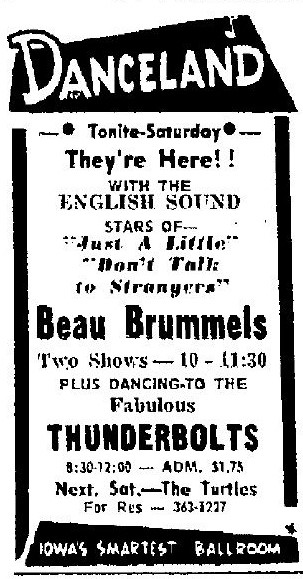 DANCELAND
Tonite-Saturday
They're Here!!
WITH THE
ENGLISH SOUND
STARS OF—
"Just A Little"
"Don't Talk
to Strangers"
Beau Brummels
Two Shows — 10 - 11:30
PLUS DANCING-TO THE
Fabulous
THUNDERBOLTS
8:30-12:00 — ADM. $1.75
Next. Sat.—The Turtles
For Res — 363-1227
IOWA'S SMARTEST BALLROOM